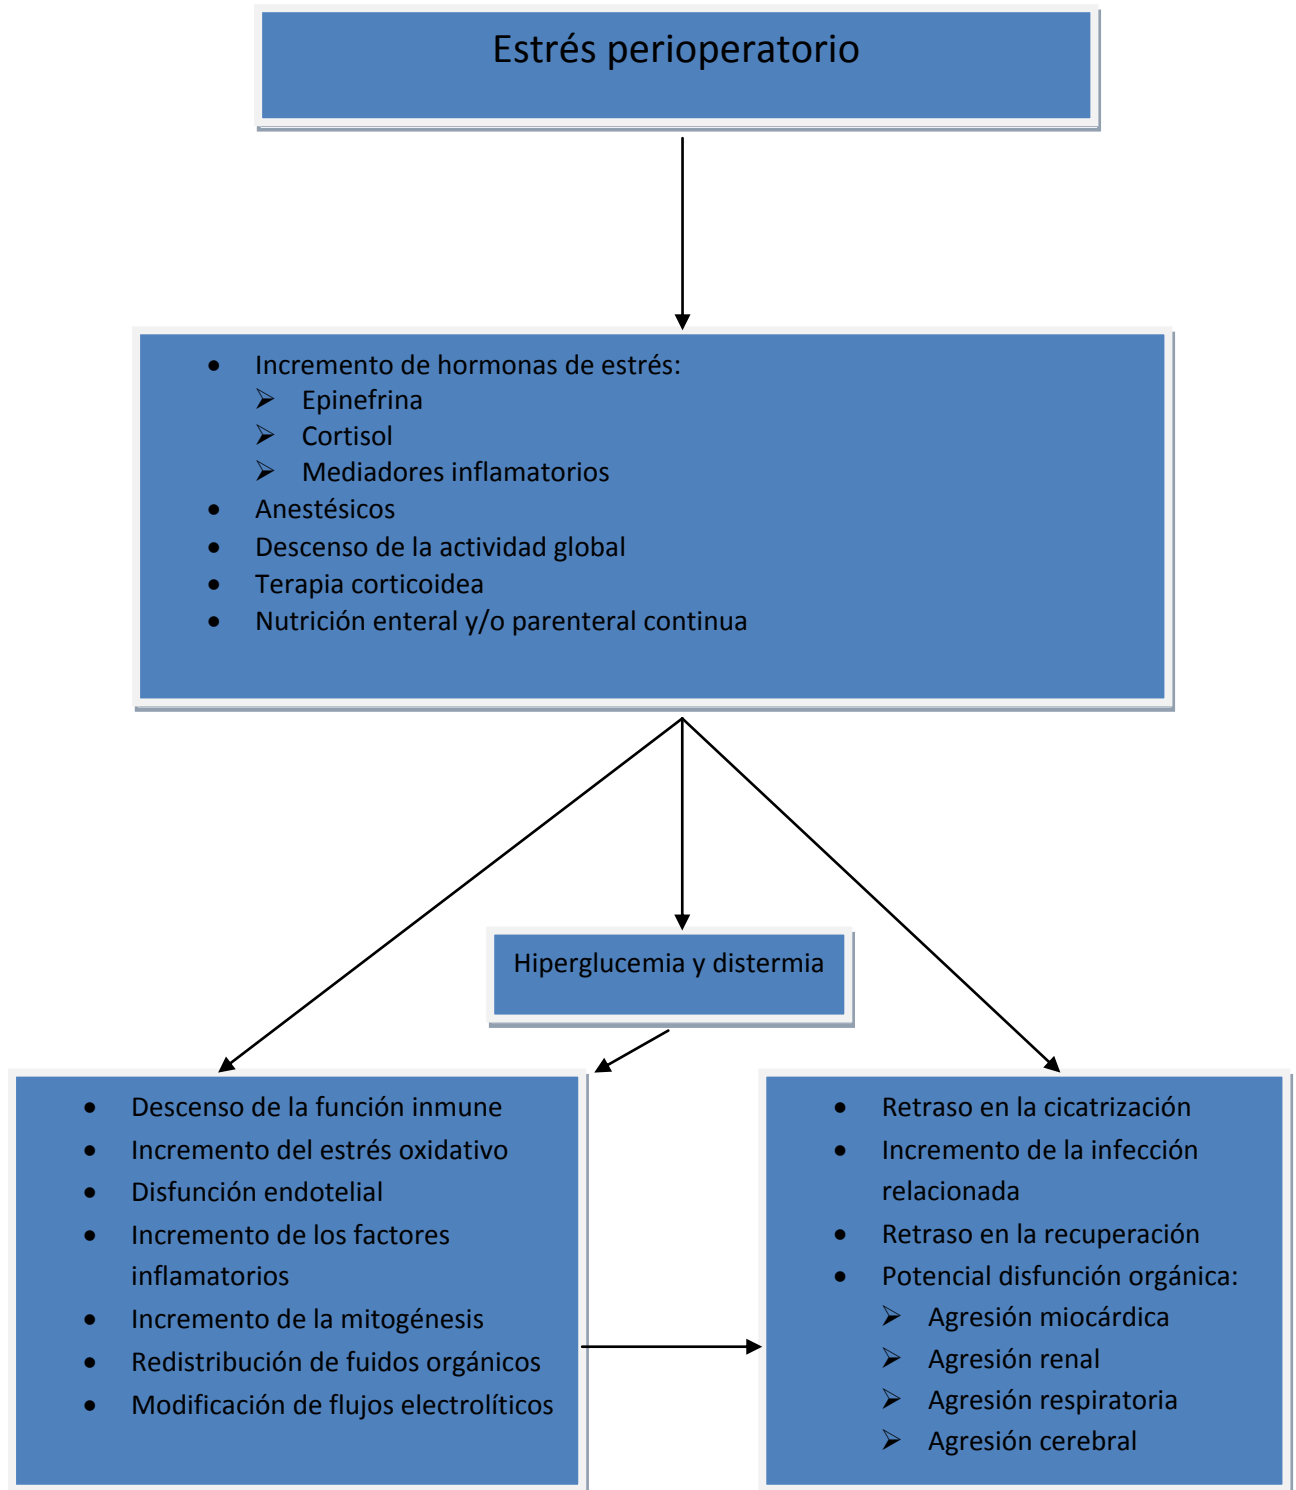 Estrés perioperatorio
• Incremento de hormonas de estrés:
➢ Epinefrina
➢ Cortisol
➢ Mediadores inflamatorios
• Anestésicos
• Descenso de la actividad global
• Terapia corticoidea
• Nutrición enteral y/o parenteral continua
Hiperglucemia y distermia
• Descenso de la función inmune
• Incremento del estrés oxidativo
• Disfunción endotelial
• Incremento de los factores
inflamatorios
• Incremento de la mitogénesis
• Redistribución de fluidos orgánicos
• Modificación de flujos electrolíticos
• Retraso en la cicatrización
• Incremento de la infección
relacionada
• Retraso en la recuperación
• Potencial disfunción orgánica:
➢ Agresión miocárdica
➢ Agresión renal
➢ Agresión respiratoria
➢ Agresión cerebral